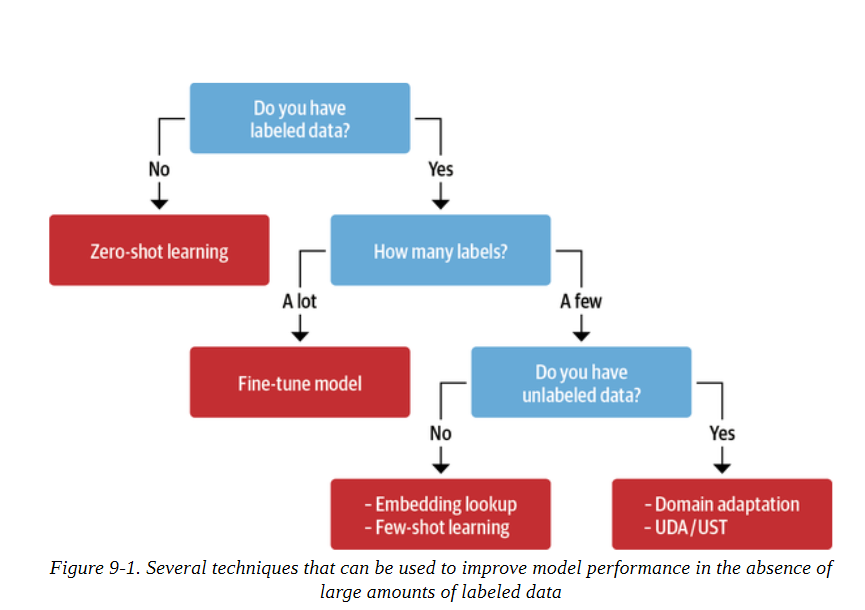 Do you have
labeled data?
No
Yes
Zero-shot learning
How many labels?
A lot
A few
Fine-tune model
Do you have
unlabeled data?
No
Yes
- Embedding lookup
- Few-shot learning
- Domain adaptation
- UDA/UST
Figure 9-1. Several techniques that can be used to improve model performance in the absence of
large amounts of labeled data